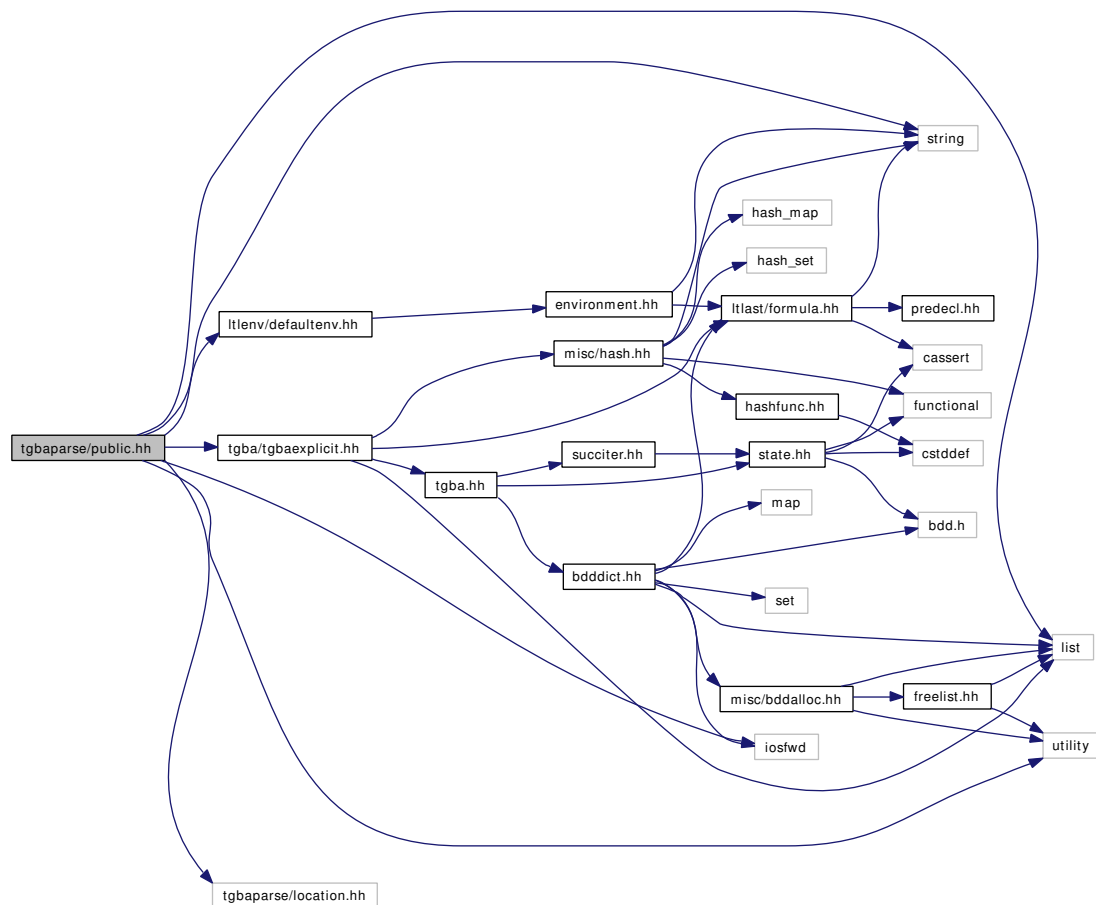 string
hash_map
hash_set
environment.hh
ltlast/formula.hh
predecl.hh
ltlenv/defaultenv.hh
misc/hash.hh
cassert
hashfunc.hh
functional
tgbaparse/public.hh
tgba/tgbaexplicit.hh
succiter.hh
state.hh
cstddef
tgba.hh
map
bdd.h
bdddict.hh
set
list
misc/bddalloc.hh
freelist.hh
iosfwd
utility
tgbaparse/location.hh